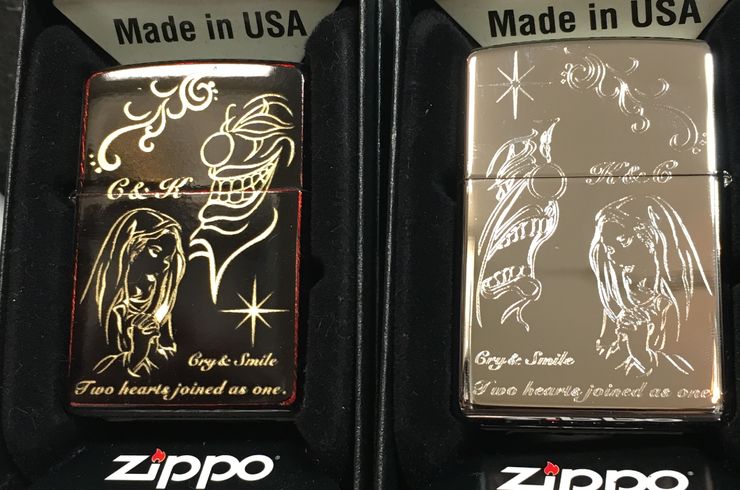 Made in USA
C & K
Cry & Smile
Two hearts joined as one.
zippo
Made in USA
K & C
Cry & Smile
Two hearts joined as one
zippo